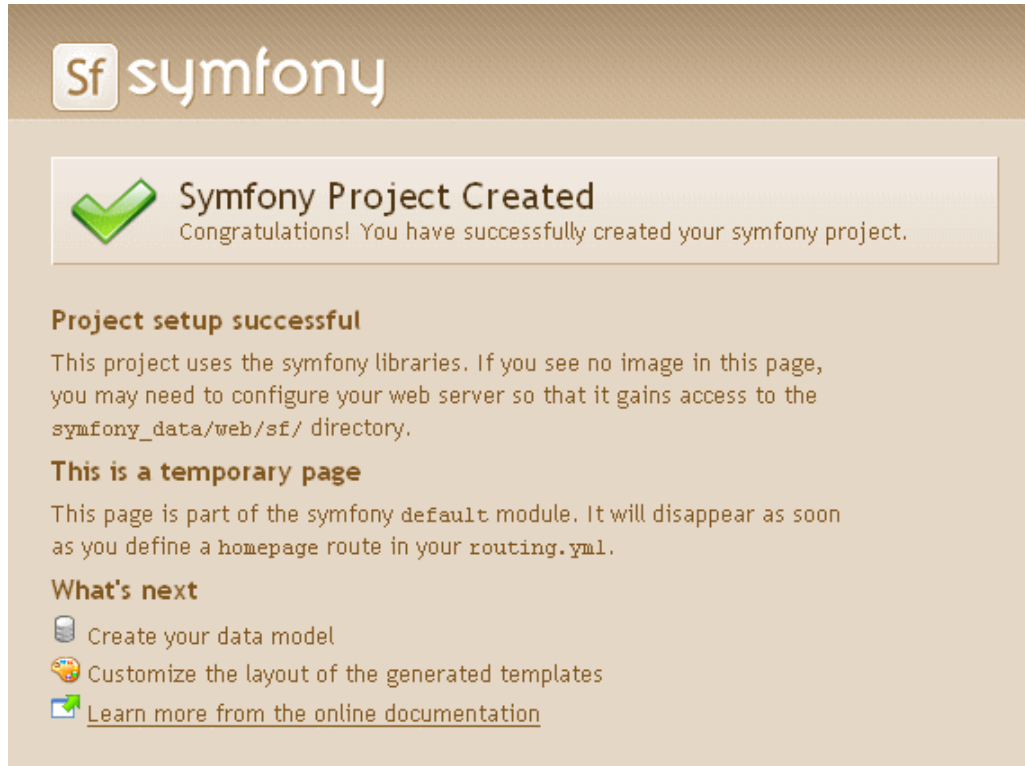 Sf symfony
Symfony Project Created
Congratulations! You have successfully created your symfony project.
Project setup successful
This project uses the symfony libraries. If you see no image in this page,
you may need to configure your web server so that it gains access to the
symfony_data/web/sf/ directory.
This is a temporary page
This page is part of the symfony default module. It will disappear as soon
as you define a homepage route in your routing.yml.
What's next
Create your data model
Customize the layout of the generated templates
Learn more from the online documentation